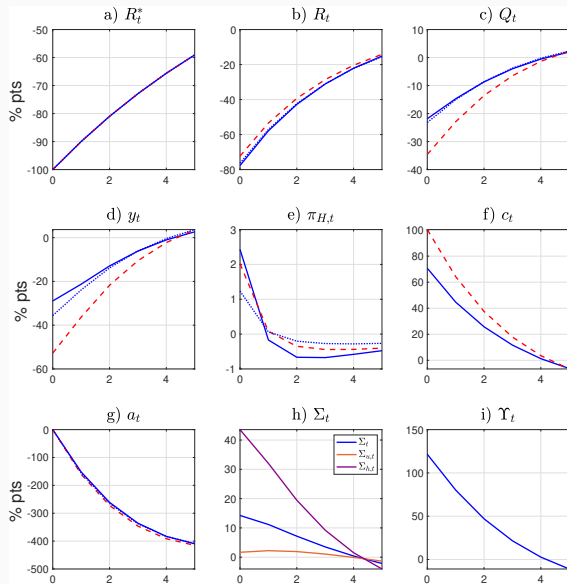 a) R*t b) Rt c) Qt
% pts
-50 -60 -70 -80 -90 -100
0 2 4
0 -20 -40 -60 -80
0 2 4
10 0 -10 -20 -30 -40
0 2 4
d) yt e) πH,t f) ct
% pts
0 -20 -40 -60
0 2 4
3 2 1 0 -1
0 2 4
100 80 60 40 20 0
0 2 4
g) at h) Σt i) Υt
% pts
0 -100 -200 -300 -400 -500
0 2 4
40 30 20 10 0
Σt
Σu,t
Σh,t
0 2 4
150 100 50 0
0 2 4